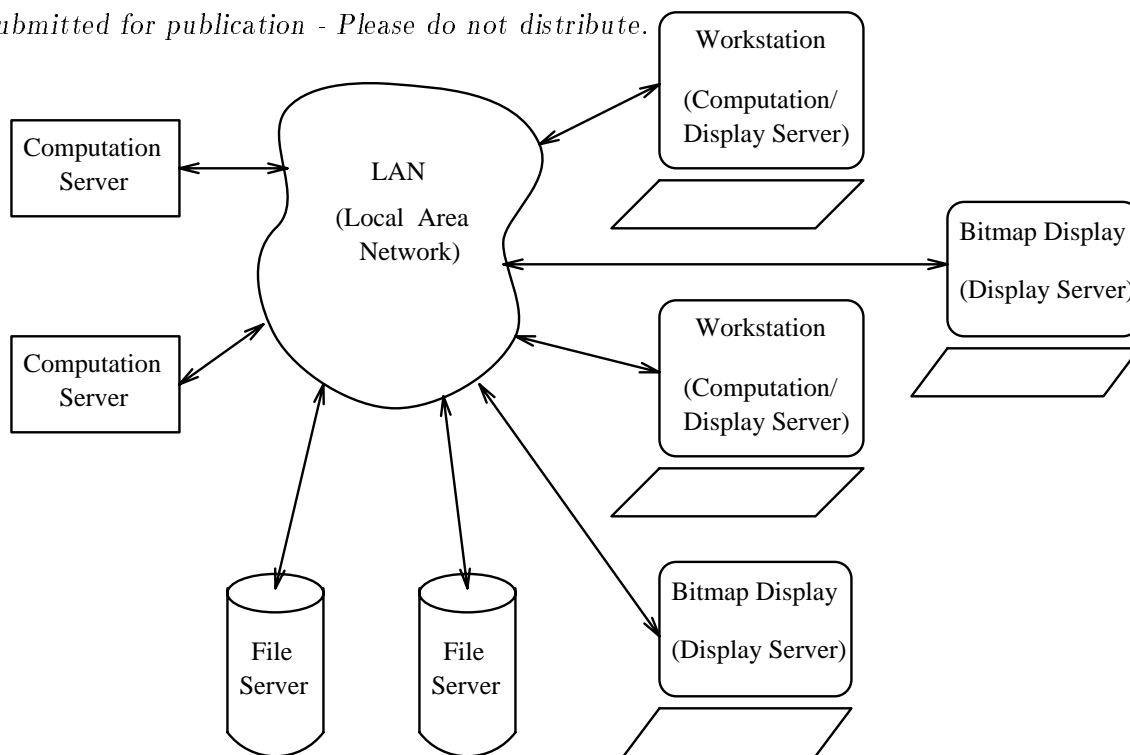 ubmitted for publication - Please do not distribute.
Workstation
(Computation/
Display Server)
Computation
Server
LAN
(Local Area
Network)
Bitmap Display
(Display Server)
Workstation
(Computation/
Display Server)
Computation
Server
Bitmap Display
(Display Server)
File
Server
File
Server